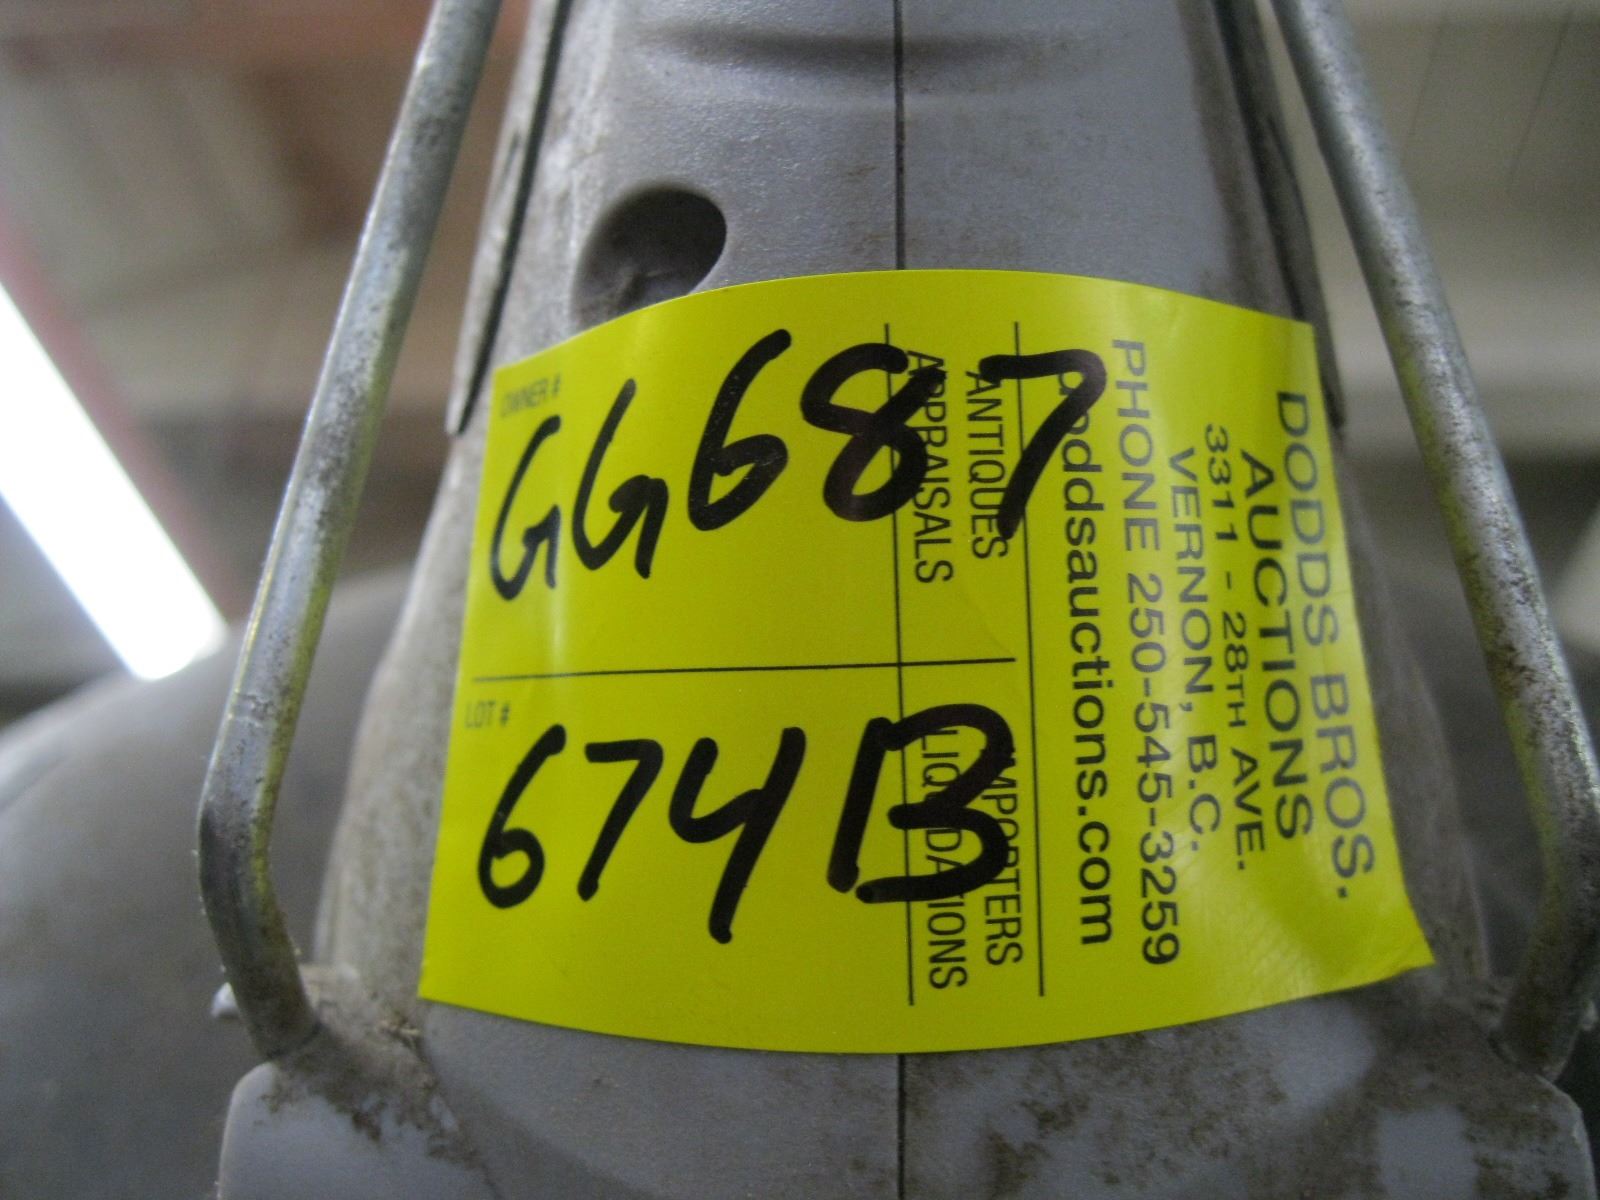 OWNER #
GG687
LOT #
674B
DODDS BROS.
AUCTIONS
3311 - 28TH AVE.
VERNON, B.C.
PHONE 250-545-3259
doddsauctions.com
ANTIQUES
APPRAISALS
IMPORTERS
LIQUIDATIONS